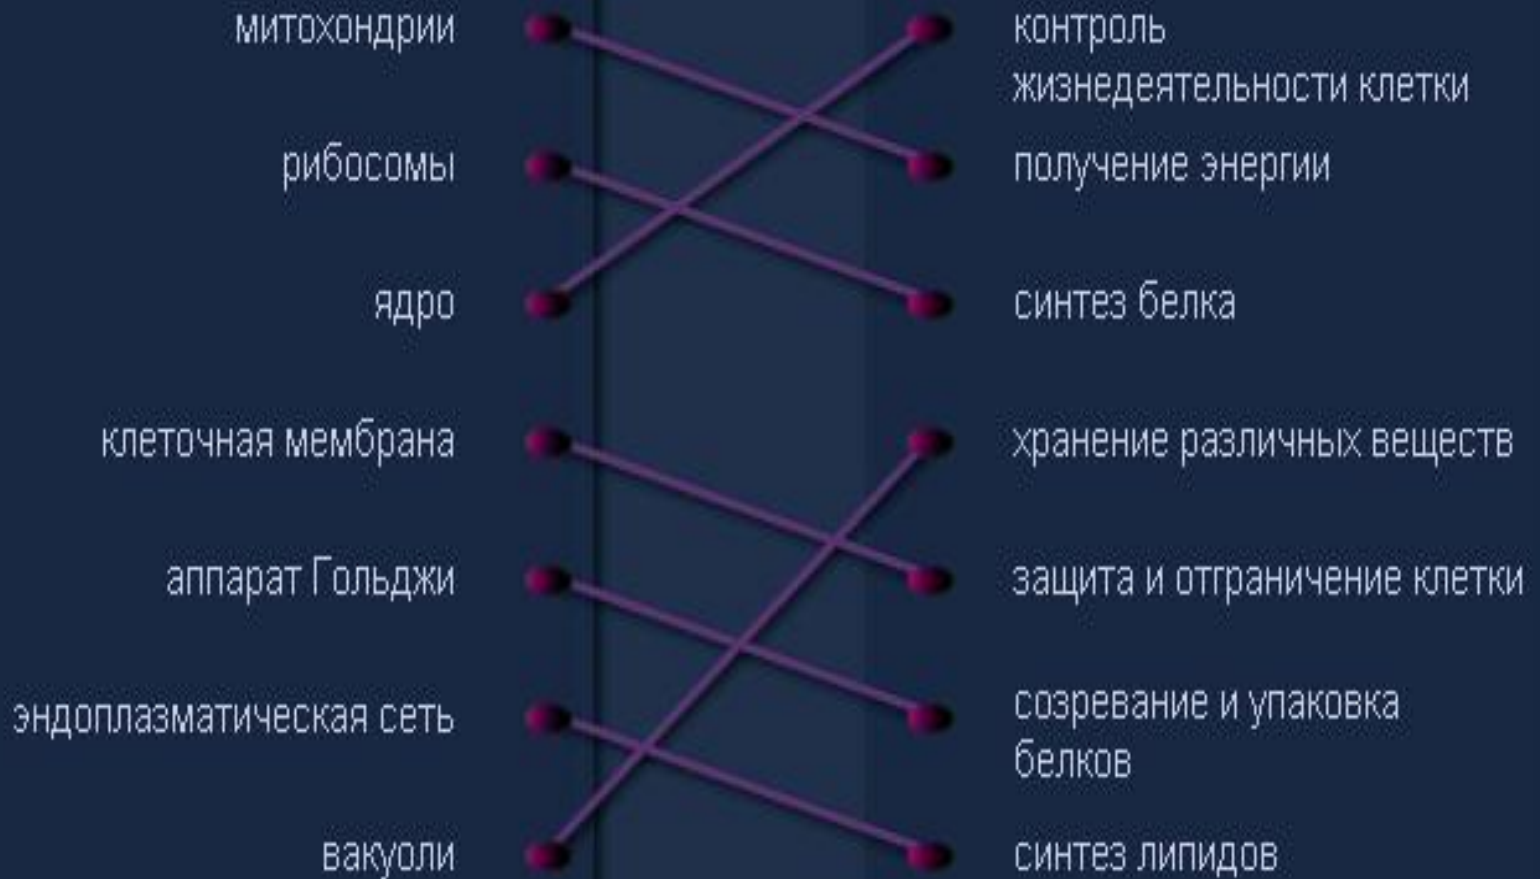 митохондрии
рибосомы
ядро
клеточная мембрана
аппарат Гольджи
эндоплазматическая сеть
вакуоли
контроль
жизнедеятельности клетки
получение энергии
синтез белка
хранение различных веществ
защита и отграничение клетки
созревание и упаковка
белков
синтез липидов